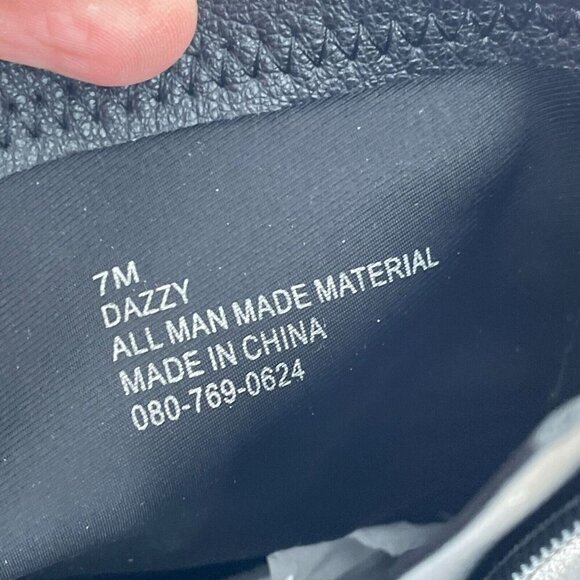 7M
DAZZY
ALL MAN MADE MATERIAL
MADE IN CHINA
080-769-0624